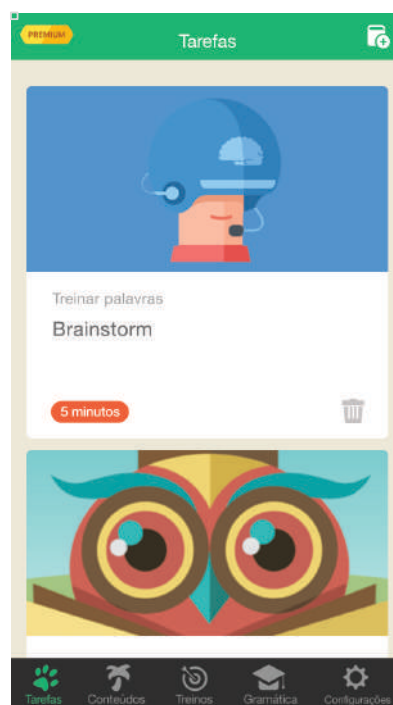 PREMIUM
Tarefas
Treinar palavras
Brainstorm
5 minutos
Tarefas Conteúdos Treinos Gramática Configurações